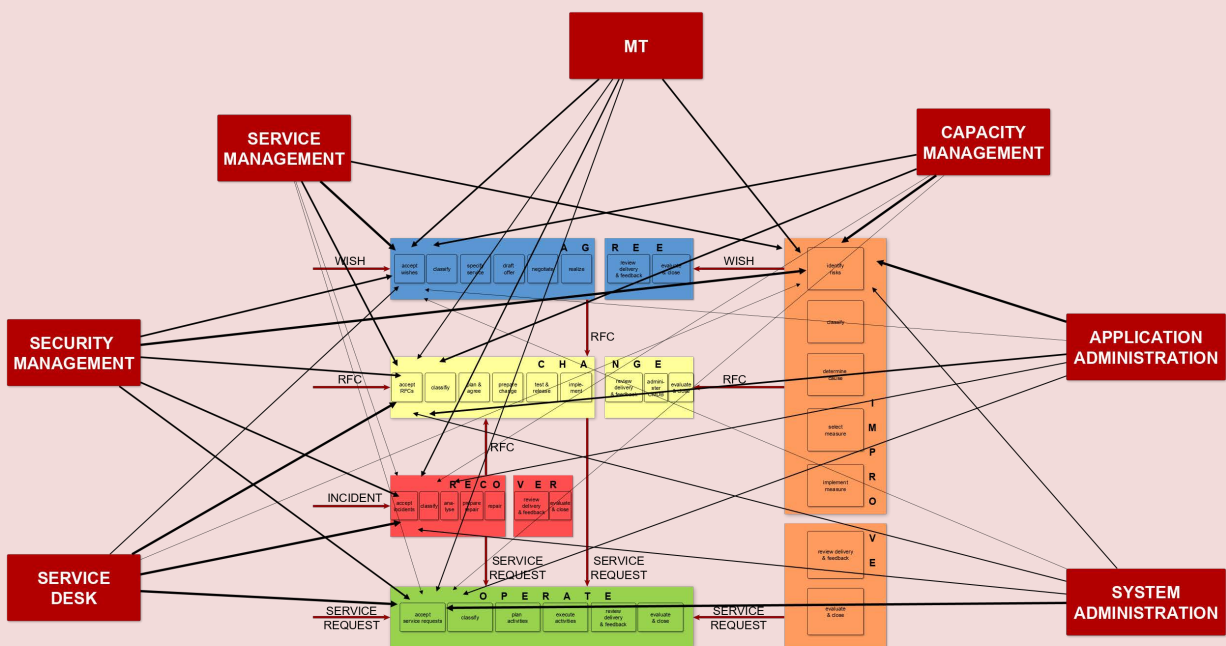 MT
SERVICE
MANAGEMENT
CAPACITY
MANAGEMENT
SECURITY
MANAGEMENT
APPLICATION
ADMINISTRATION
SERVICE
DESK
SYSTEM
ADMINISTRATION
A G R E E
WISH
accept
wishes
classify
specify
service
draft
offer
negotiate
realize
review
delivery
& feedback
evaluate
& close
WISH
RFC
C H A N G E
RFC
accept
RFCs
classifiy
plan &
agree
prepare
change
test &
release
imple-
ment
review
delivery
& feedback
adminis-
ter
evaluate
& close
RFC
RFC
R E C O V E R
INCIDENT
accept
incidents
classify
ana-
lyse
prepare
repair
repair
review
delivery
& feedback
evaluate
& close
SERVICE
REQUEST
SERVICE
REQUEST
O P E R A T E
SERVICE
REQUEST
accept
service requests
classify
plan
activities
execute
activities
review
delivery
& feedback
evaluate
& close
SERVICE
REQUEST
identify
risks
classify
determine
cause
select
measure
implement
measure
I M P R O V E
review delivery
& feedback
evaluate
& close